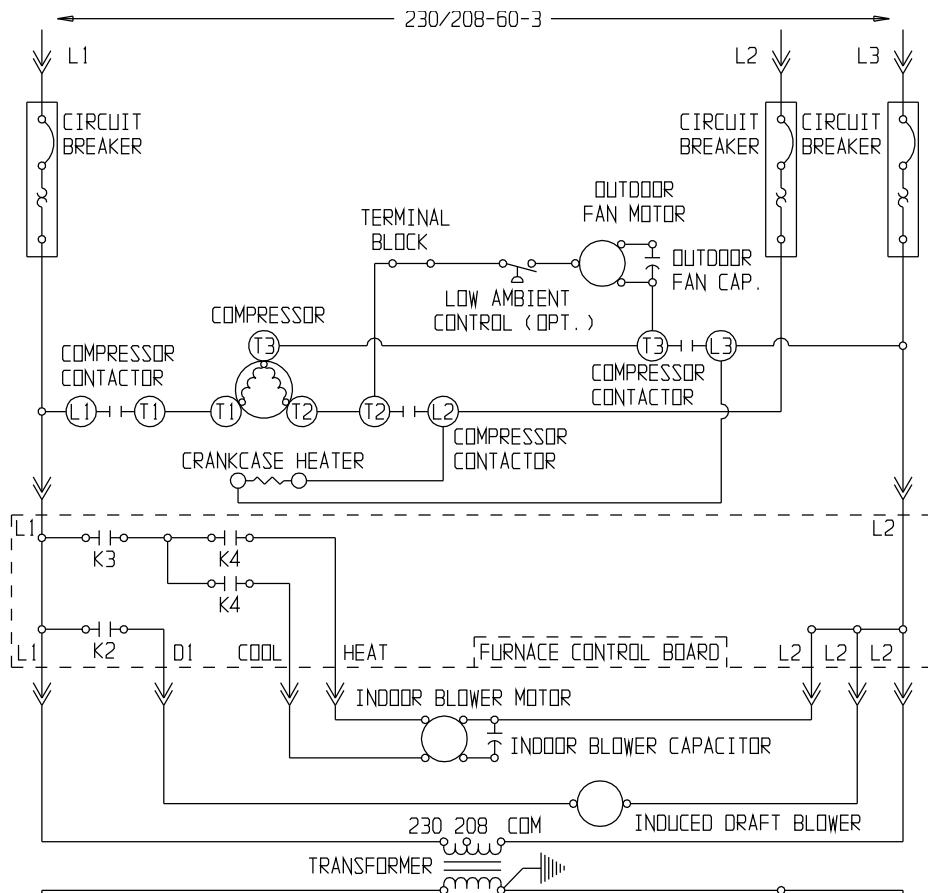 230/208-60-3
L1
L2
L3
CIRCUIT
BREAKER
CIRCUIT
BREAKER
CIRCUIT
BREAKER
OUTDOOR
FAN MOTOR
TERMINAL
BLOCK
OUTDOOR
FAN CAP.
LOW AMBIENT
CONTROL (OPT.)
COMPRESSOR
T3
T3
L3
COMPRESSOR
CONTACTOR
COMPRESSOR
CONTACTOR
L1
T1
T1
T2
T2
L2
COMPRESSOR
CONTACTOR
CRANKCASE HEATER
L1
L2
K3
K4
K4
K2
L1
D1
COOL
HEAT
FURNACE CONTROL BOARD
L2
L2
L2
INDOOR BLOWER MOTOR
INDOOR BLOWER CAPACITOR
INDUCED DRAFT BLOWER
230 208 COM
TRANSFORMER